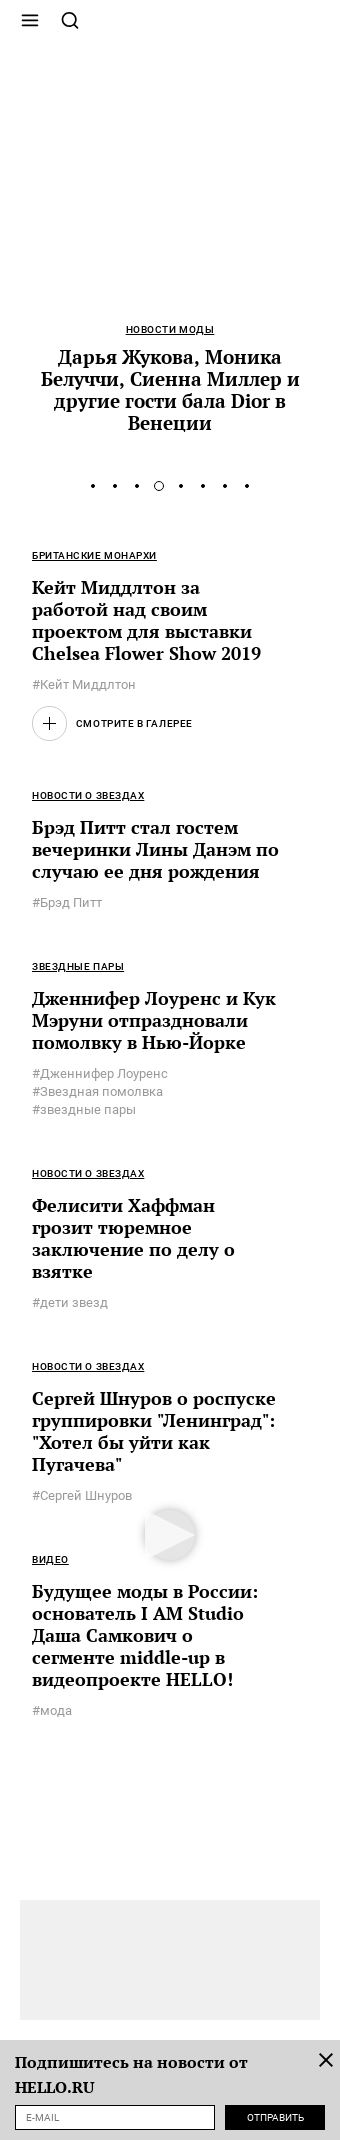 НОВОСТИ МОДЫ
Дарья Жукова, Моника
Белуччи, Сиенна Миллер и
другие гости бала Dior в
Венеции
БРИТАНСКИЕ МОНАРХИ
Кейт Миддлтон за
работой над своим
проектом для выставки
Chelsea Flower Show 2019
#Кейт Миддлтон
СМОТРИТЕ В ГАЛЕРЕЕ
НОВОСТИ О ЗВЕЗДАХ
Брэд Питт стал гостем
вечеринки Лины Данэм по
случаю ее дня рождения
#Брэд Питт
ЗВЕЗДНЫЕ ПАРЫ
Дженнифер Лоуренс и Кук
Мэруни отпраздновали
помолвку в Нью-Йорке
#Дженнифер Лоуренс
#Звездная помолвка
#звездные пары
НОВОСТИ О ЗВЕЗДАХ
Фелисити Хаффман
грозит тюремное
заключение по делу о
взятке
#дети звезд
НОВОСТИ О ЗВЕЗДАХ
Сергей Шнуров о роспуске
группировки "Ленинград":
"Хотел бы уйти как
Пугачева"
#Сергей Шнуров
ВИДЕО
Будущее моды в России:
основатель I AM Studio
Даша Самкович о
сегменте middle-up в
видеопроекте HELLO!
#мода
Подпишитесь на новости от
HELLO.RU
E-MAIL
ОТПРАВИТЬ